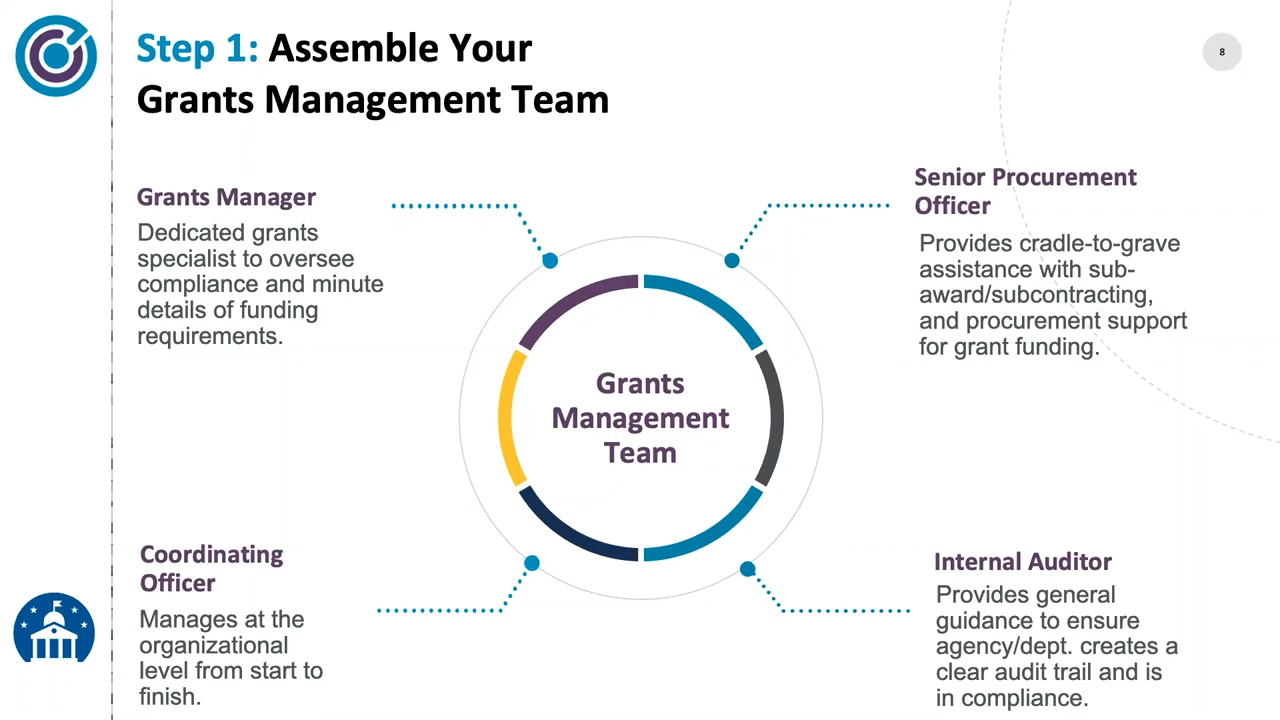 Step 1: Assemble Your
Grants Management Team
8
Grants Manager
Dedicated grants
specialist to oversee
compliance and minute
details of funding
requirements.
Senior Procurement
Officer
Provides cradle-to-grave
assistance with sub-
award/subcontracting,
and procurement support
for grant funding.
Grants
Management
Team
Coordinating
Officer
Manages at the
organizational
level from start to
finish.
Internal Auditor
Provides general
guidance to ensure
agency/dept. creates a
clear audit trail and is
in compliance.